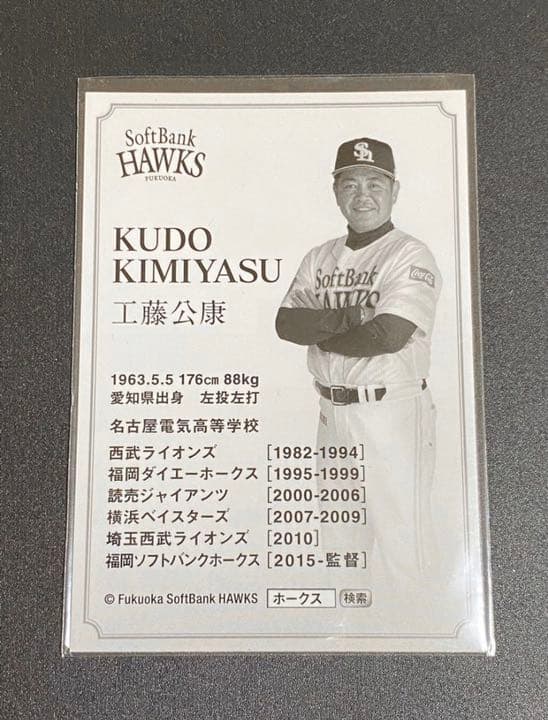 SoftBank
HAWKS
FUKUOKA
KUDO
KIMIYASU
工藤公康
Sh
SoftBank
HAWKS
Coca-Cola
1963.5.5 176cm 88kg
愛知県出身 左投左打
名古屋電気高等学校
西武ライオンズ [1982-1994]
福岡ダイエーホークス [1995-1999]
読売ジャイアンツ [2000-2006]
横浜ベイスターズ [2007-2009]
埼玉西武ライオンズ [2010]
福岡ソフトバンクホークス [2015-監督]
© Fukuoka SoftBank HAWKS ホークス 検索